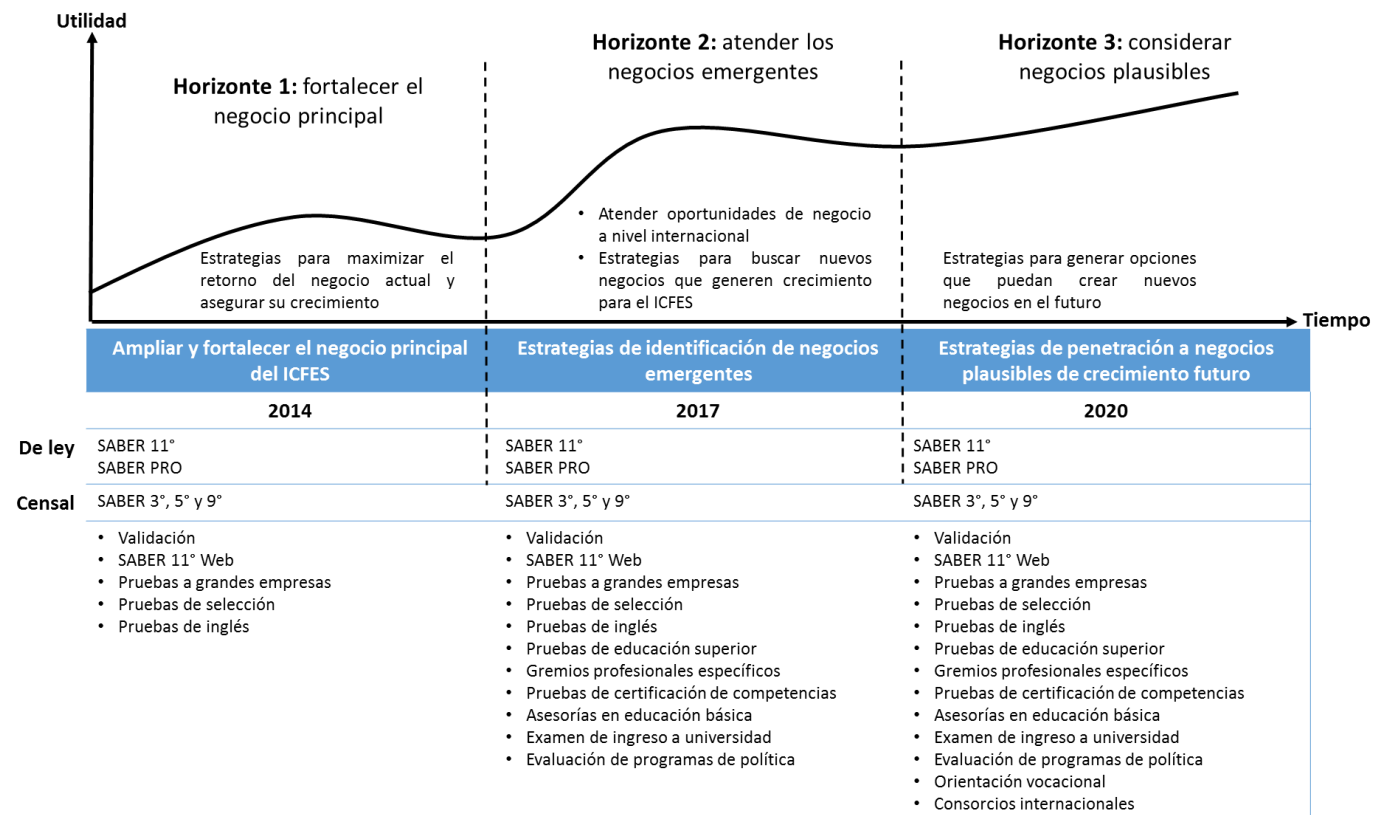 Utilidad
Horizonte 1: fortalecer el
negocio principal
Horizonte 2: atender los
negocios emergentes
Horizonte 3: considerar
negocios plausibles
Estrategias para maximizar el
retorno del negocio actual y
asegurar su crecimiento
• Atender oportunidades de negocio
a nivel internacional
• Estrategias para buscar nuevos
negocios que generen crecimiento
para el ICFES
Estrategias para generar opciones
que puedan crear nuevos
negocios en el futuro
Tiempo
Ampliar y fortalecer el negocio principal
del ICFES
Estrategias de identificación de negocios
emergentes
Estrategias de penetración a negocios
plausibles de crecimiento futuro
2014
2017
2020
De ley
SABER 11°
SABER PRO
SABER 11°
SABER PRO
SABER 11°
SABER PRO
Censal
SABER 3°, 5° y 9°
SABER 3°, 5° y 9°
SABER 3°, 5° y 9°
• Validación
• SABER 11° Web
• Pruebas a grandes empresas
• Pruebas de selección
• Pruebas de inglés
• Validación
• SABER 11° Web
• Pruebas a grandes empresas
• Pruebas de selección
• Pruebas de inglés
• Pruebas de educación superior
• Gremios profesionales específicos
• Pruebas de certificación de competencias
• Asesorías en educación básica
• Examen de ingreso a universidad
• Evaluación de programas de política
• Validación
• SABER 11° Web
• Pruebas a grandes empresas
• Pruebas de selección
• Pruebas de inglés
• Pruebas de educación superior
• Gremios profesionales específicos
• Pruebas de certificación de competencias
• Asesorías en educación básica
• Examen de ingreso a universidad
• Evaluación de programas de política
• Orientación vocacional
• Consorcios internacionales